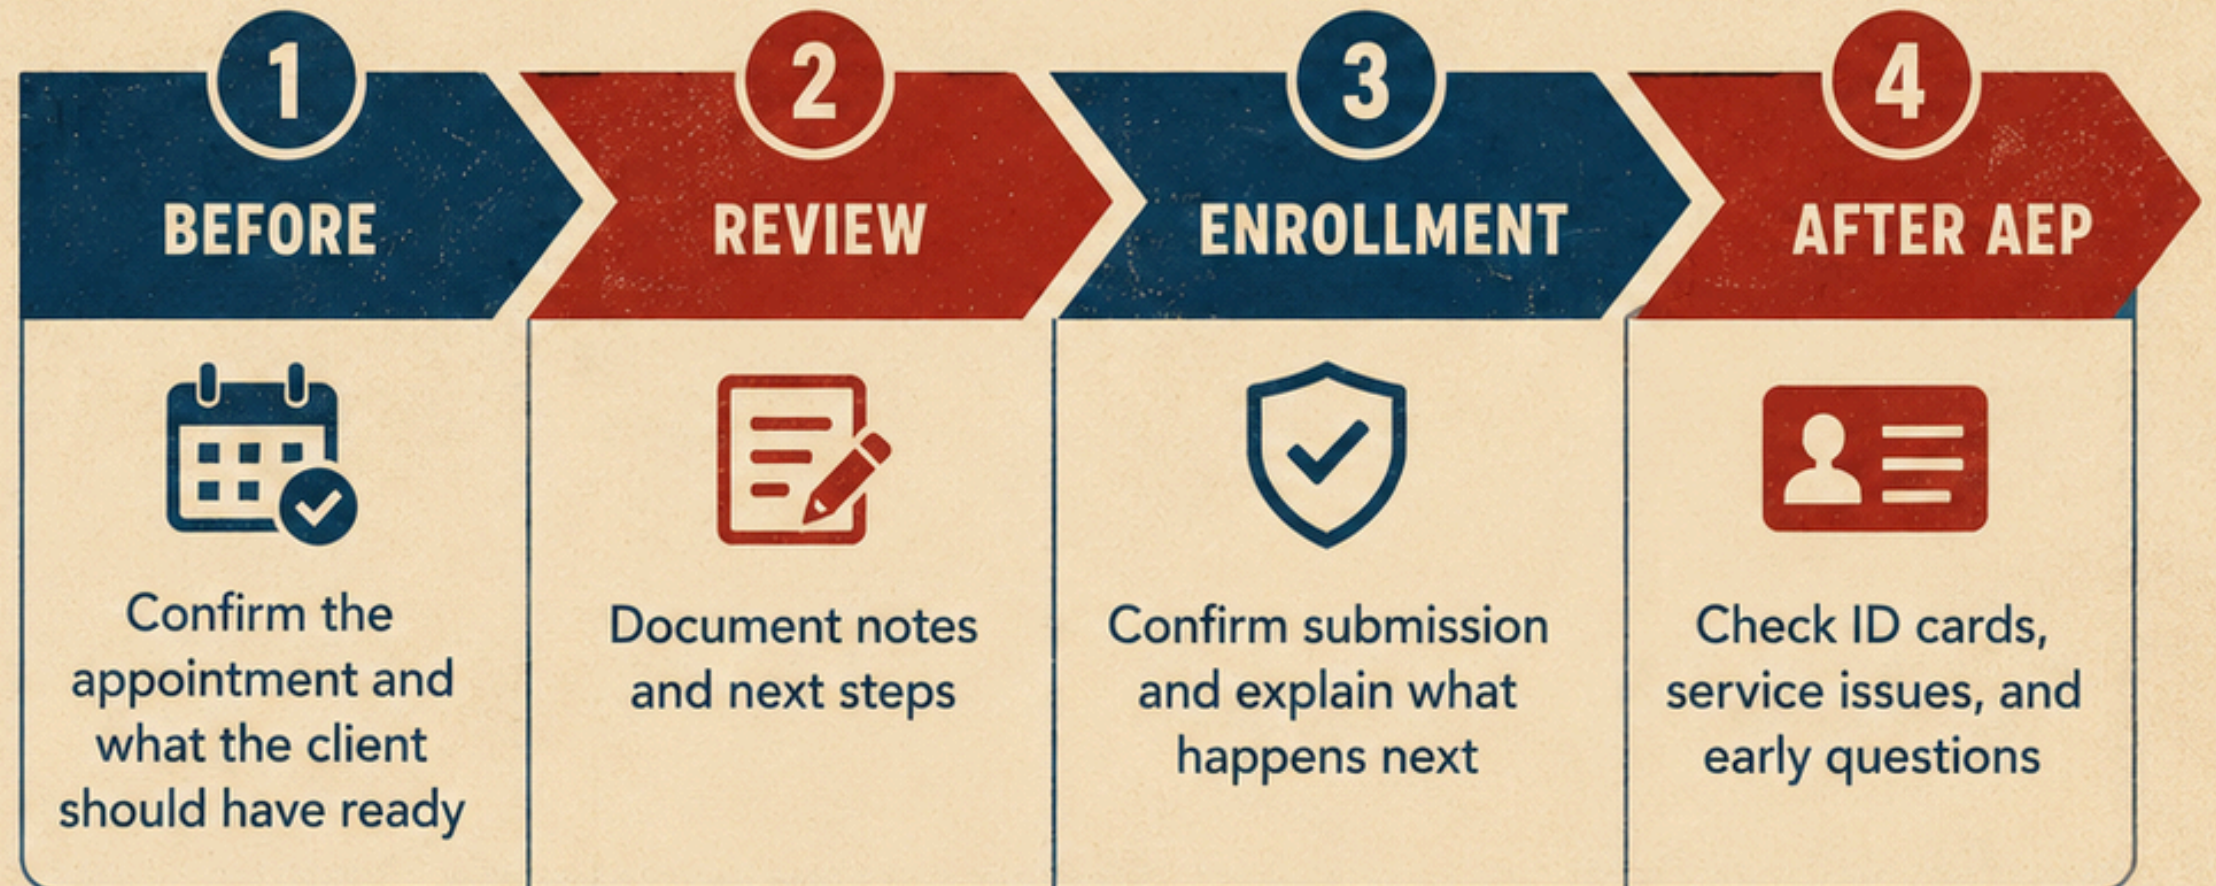 1
BEFORE
Confirm the
appointment and
what the client
should have ready
2
REVIEW
Document notes
and next steps
3
ENROLLMENT
Confirm submission
and explain what
happens next
4
AFTER AEP
Check ID cards,
service issues, and
early questions